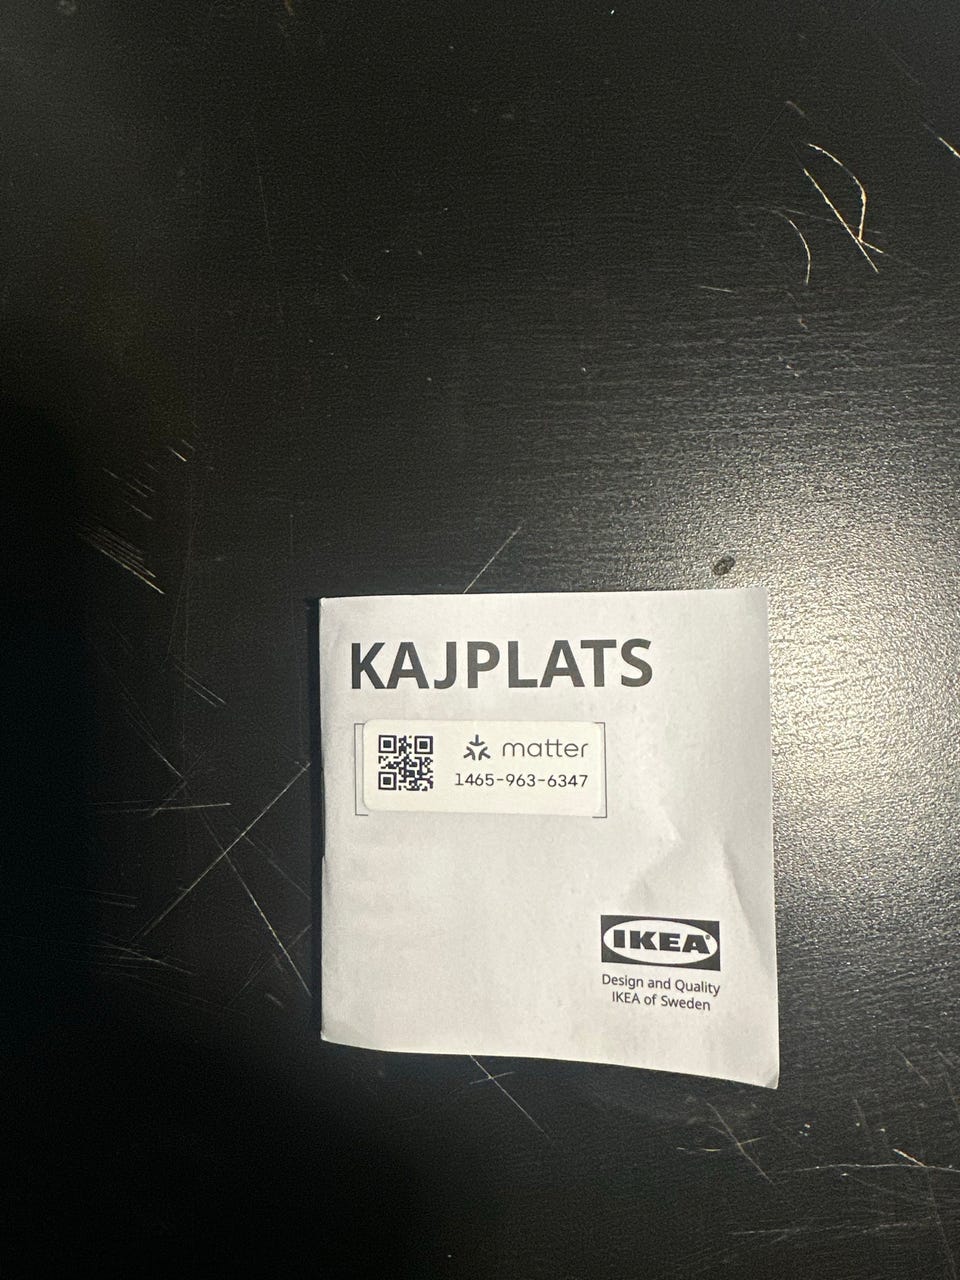 KAJPLATS
matter
1465-963-6347
IKEA®
Design and Quality
IKEA of Sweden